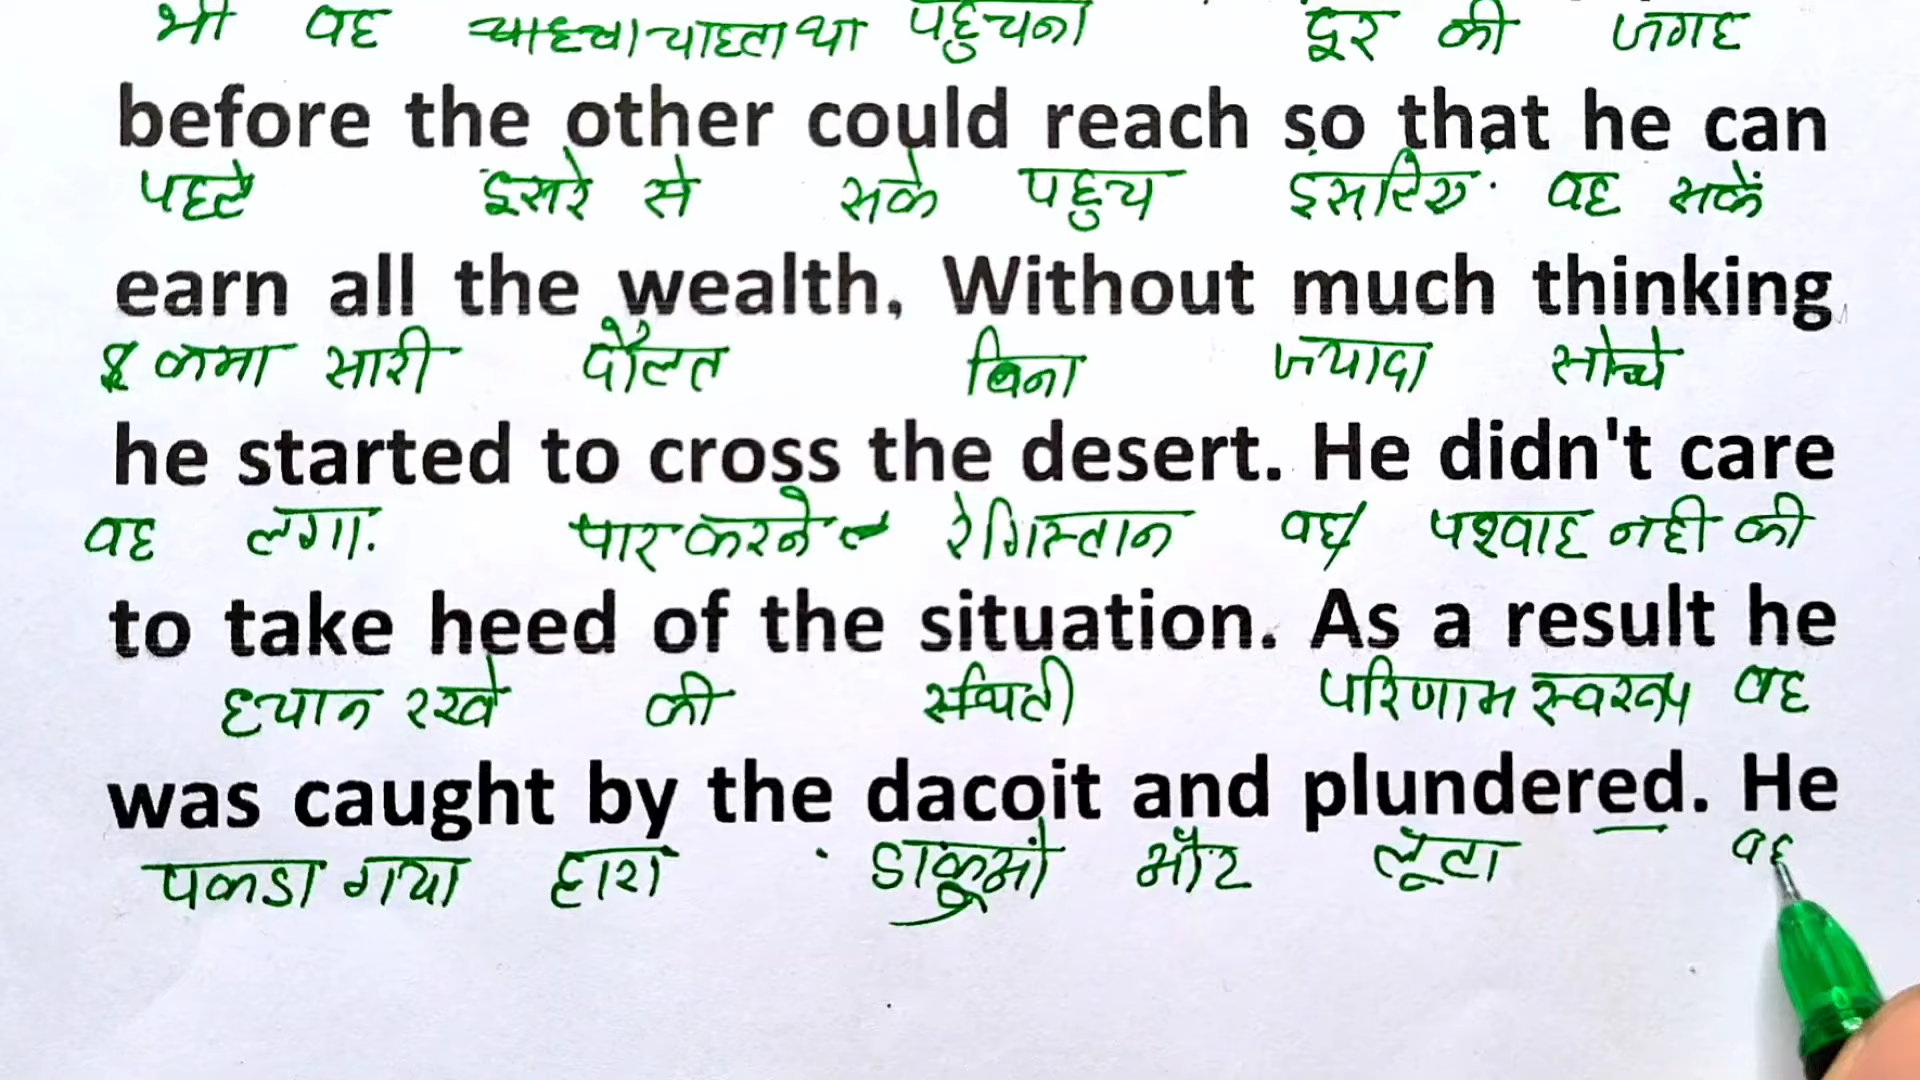 भी वह चाहता था पहुचना दूर की जगह
before the other could reach so that he can
पहले दूसरे से सके पहुच इसलिए वह सकें
earn all the wealth. Without much thinking
कमा सारी दौलत बिना ज्यादा सोचे
he started to cross the desert. He didn't care
वह लगा. पार करने रेगिस्तान वह परवाह नही की
to take heed of the situation. As a result he
ध्यान रखे की स्थिती परिणाम स्वरूप वह
was caught by the dacoit and plundered. He
पकडा गया द्वारा डाकूओ और लूटा वह